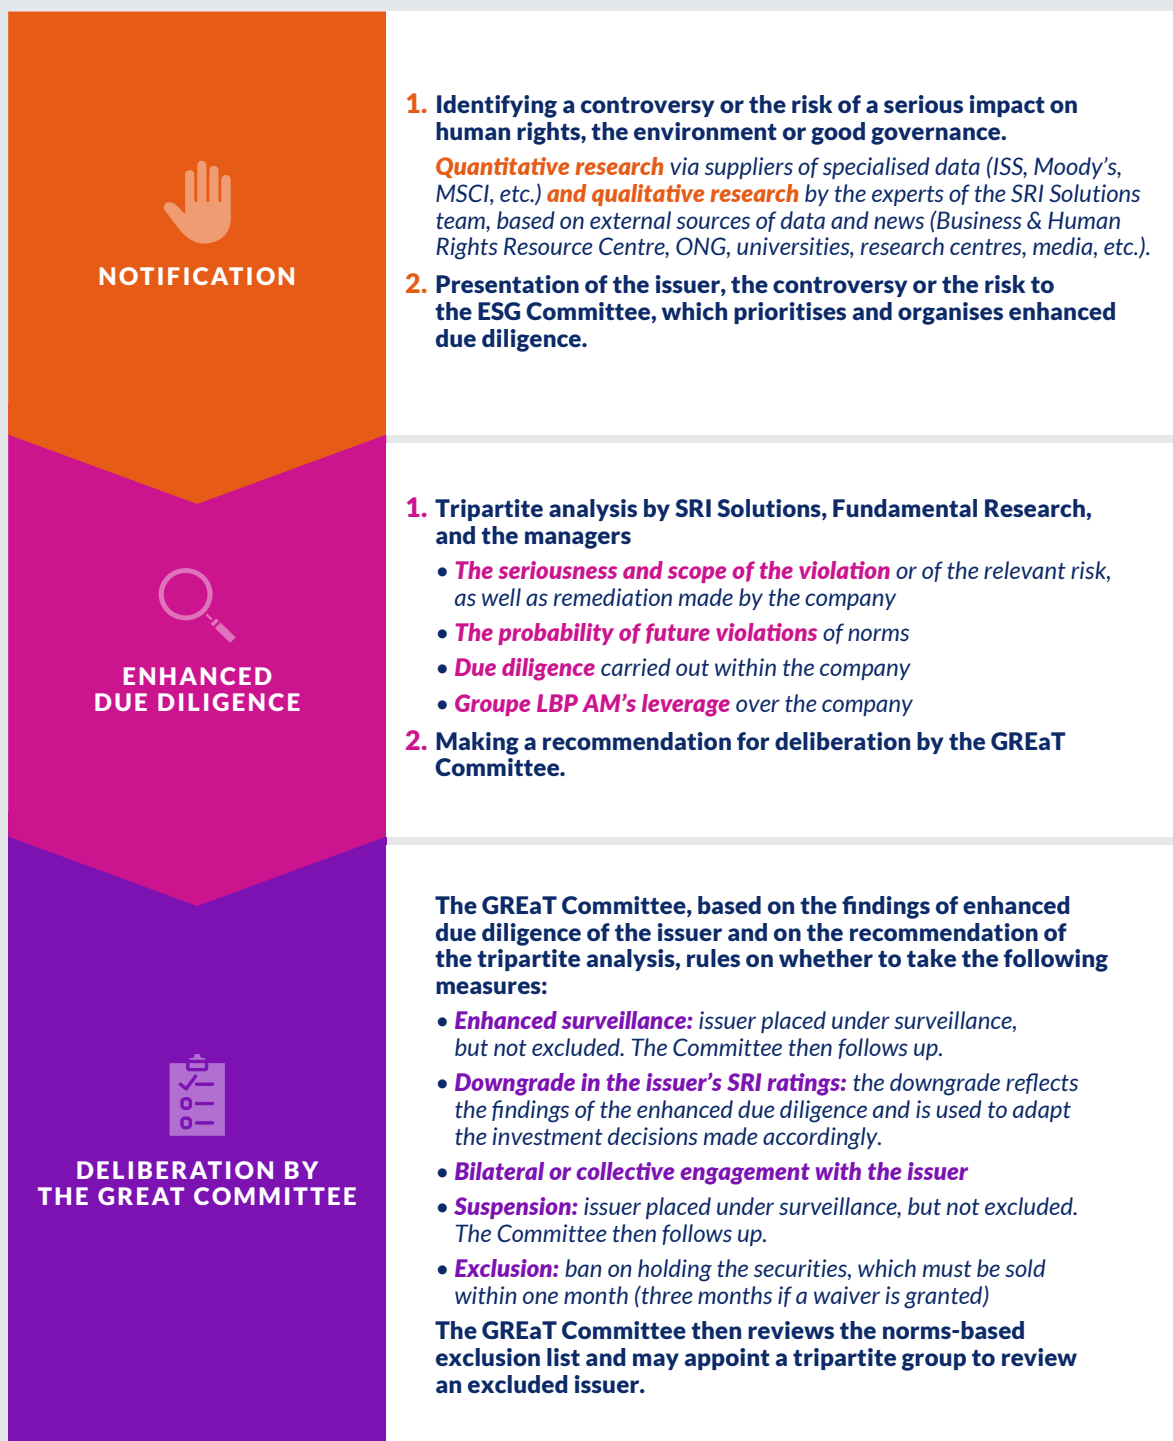 NOTIFICATION
1. Identifying a controversy or the risk of a serious impact on
human rights, the environment or good governance.
Quantitative research via suppliers of specialised data (ISS, Moody’s,
MSCI, etc.) and qualitative research by the experts of the SRI Solutions
team, based on external sources of data and news (Business & Human
Rights Resource Centre, ONG, universities, research centres, media, etc.).
2. Presentation of the issuer, the controversy or the risk to
the ESG Committee, which prioritises and organises enhanced
due diligence.
ENHANCED
DUE DILIGENCE
1. Tripartite analysis by SRI Solutions, Fundamental Research,
and the managers
• The seriousness and scope of the violation or of the relevant risk,
as well as remediation made by the company
• The probability of future violations of norms
• Due diligence carried out within the company
• Groupe LBP AM’s leverage over the company
2. Making a recommendation for deliberation by the GREaT
Committee.
DELIBERATION BY
THE GREAT COMMITTEE
The GREaT Committee, based on the findings of enhanced
due diligence of the issuer and on the recommendation of
the tripartite analysis, rules on whether to take the following
measures:
• Enhanced surveillance: issuer placed under surveillance,
but not excluded. The Committee then follows up.
• Downgrade in the issuer’s SRI ratings: the downgrade reflects
the findings of the enhanced due diligence and is used to adapt
the investment decisions made accordingly.
• Bilateral or collective engagement with the issuer
• Suspension: issuer placed under surveillance, but not excluded.
The Committee then follows up.
• Exclusion: ban on holding the securities, which must be sold
within one month (three months if a waiver is granted)
The GREaT Committee then reviews the norms-based
exclusion list and may appoint a tripartite group to review
an excluded issuer.